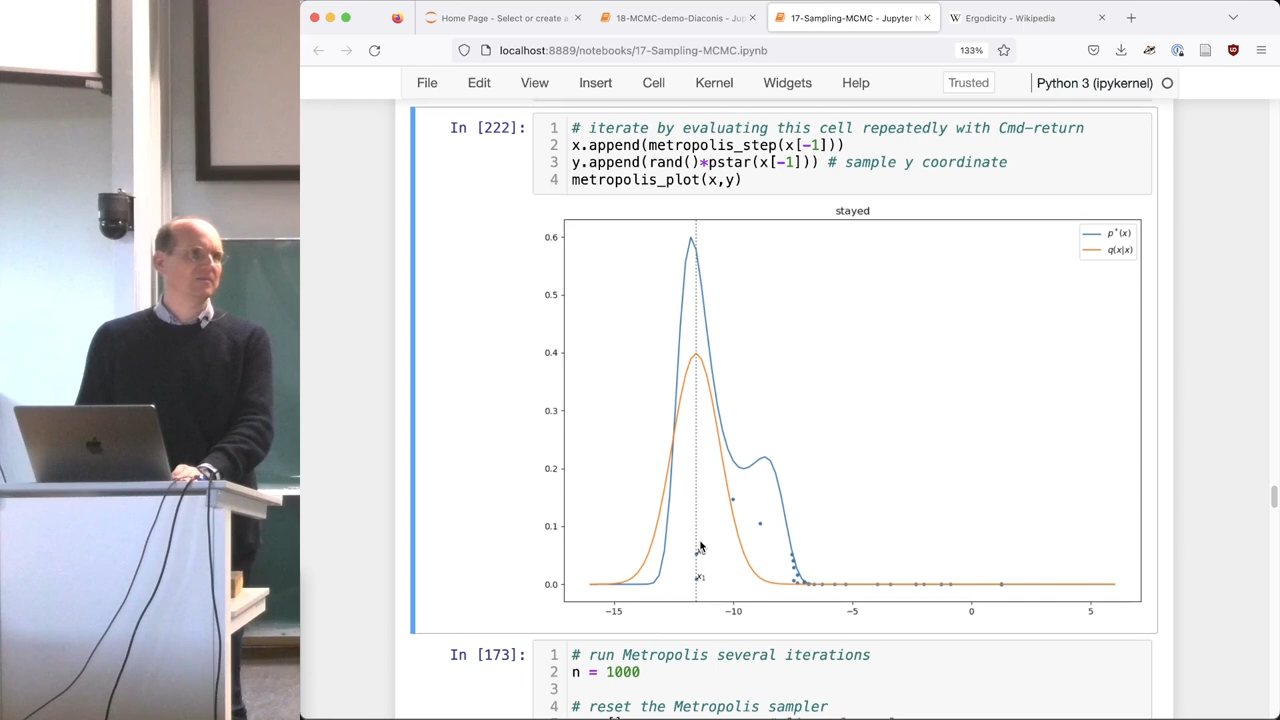 Home Page - Select or create a
18-MCMC-demo-Diaconis - Jup
17-Sampling-MCMC - Jupyter N
Ergodicity - Wikipedia
localhost:8889/notebooks/17-Sampling-MCMC.ipynb
133%
File Edit View Insert Cell Kernel Widgets Help
Trusted
Python 3 (ipykernel)
In [222]:
1 # iterate by evaluating this cell repeatedly with Cmd-return
2 x.append(metropolis_step(x[-1]))
3 y.append(rand()*pstar(x[-1])) # sample y coordinate
4 metropolis_plot(x,y)
stayed
p*(x)
q(x|x)
0.6
0.5
0.4
0.3
0.2
0.1
0.0
x₁
−15 −10 −5 0 5
In [173]:
1 # run Metropolis several iterations
2 n = 1000
3
4 # reset the Metropolis sampler